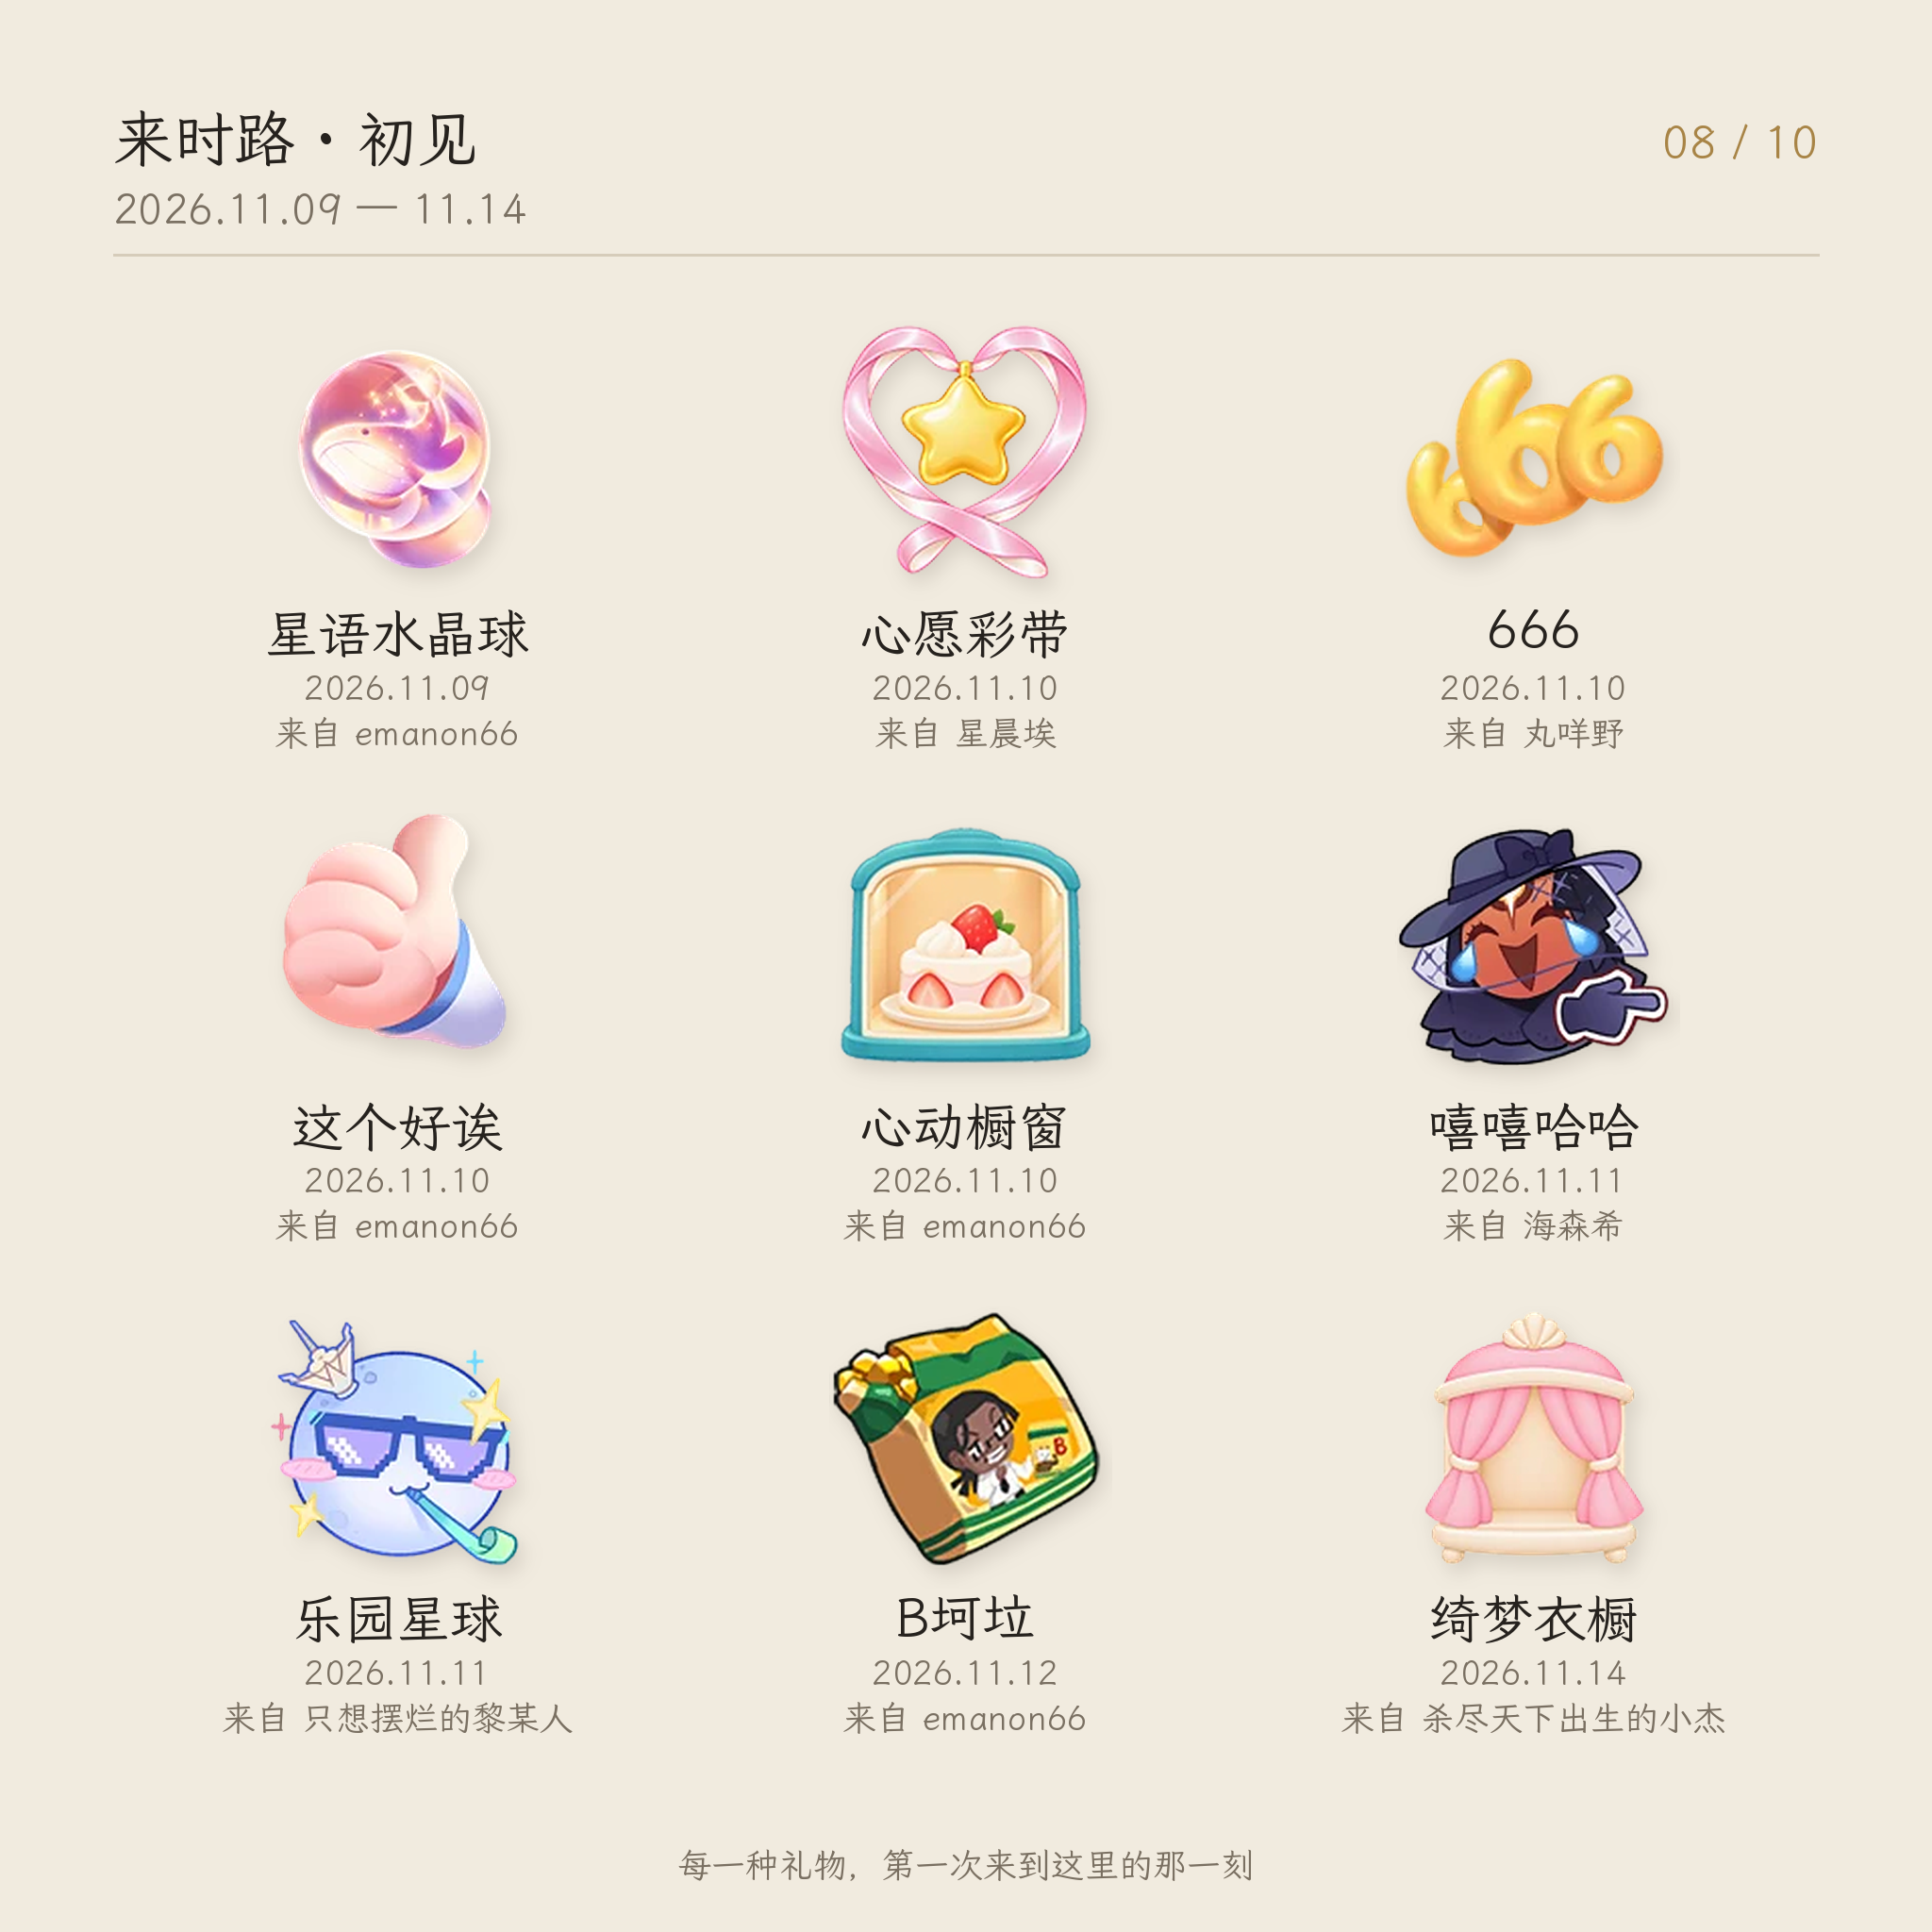 来时路·初见
08 / 10
2026.11.09 — 11.14
星语水晶球
2026.11.09
来自 emanon66
心愿彩带
2026.11.10
来自 星晨埃
666
2026.11.10
来自 丸咩野
这个好诶
2026.11.10
来自 emanon66
心动橱窗
2026.11.10
来自 emanon66
嘻嘻哈哈
2026.11.11
来自 海森希
乐园星球
2026.11.11
来自 只想摆烂的黎某人
B坷垃
2026.11.12
来自 emanon66
绮梦衣橱
2026.11.14
来自 杀尽天下出生的小杰
每一种礼物，第一次来到这里的那一刻